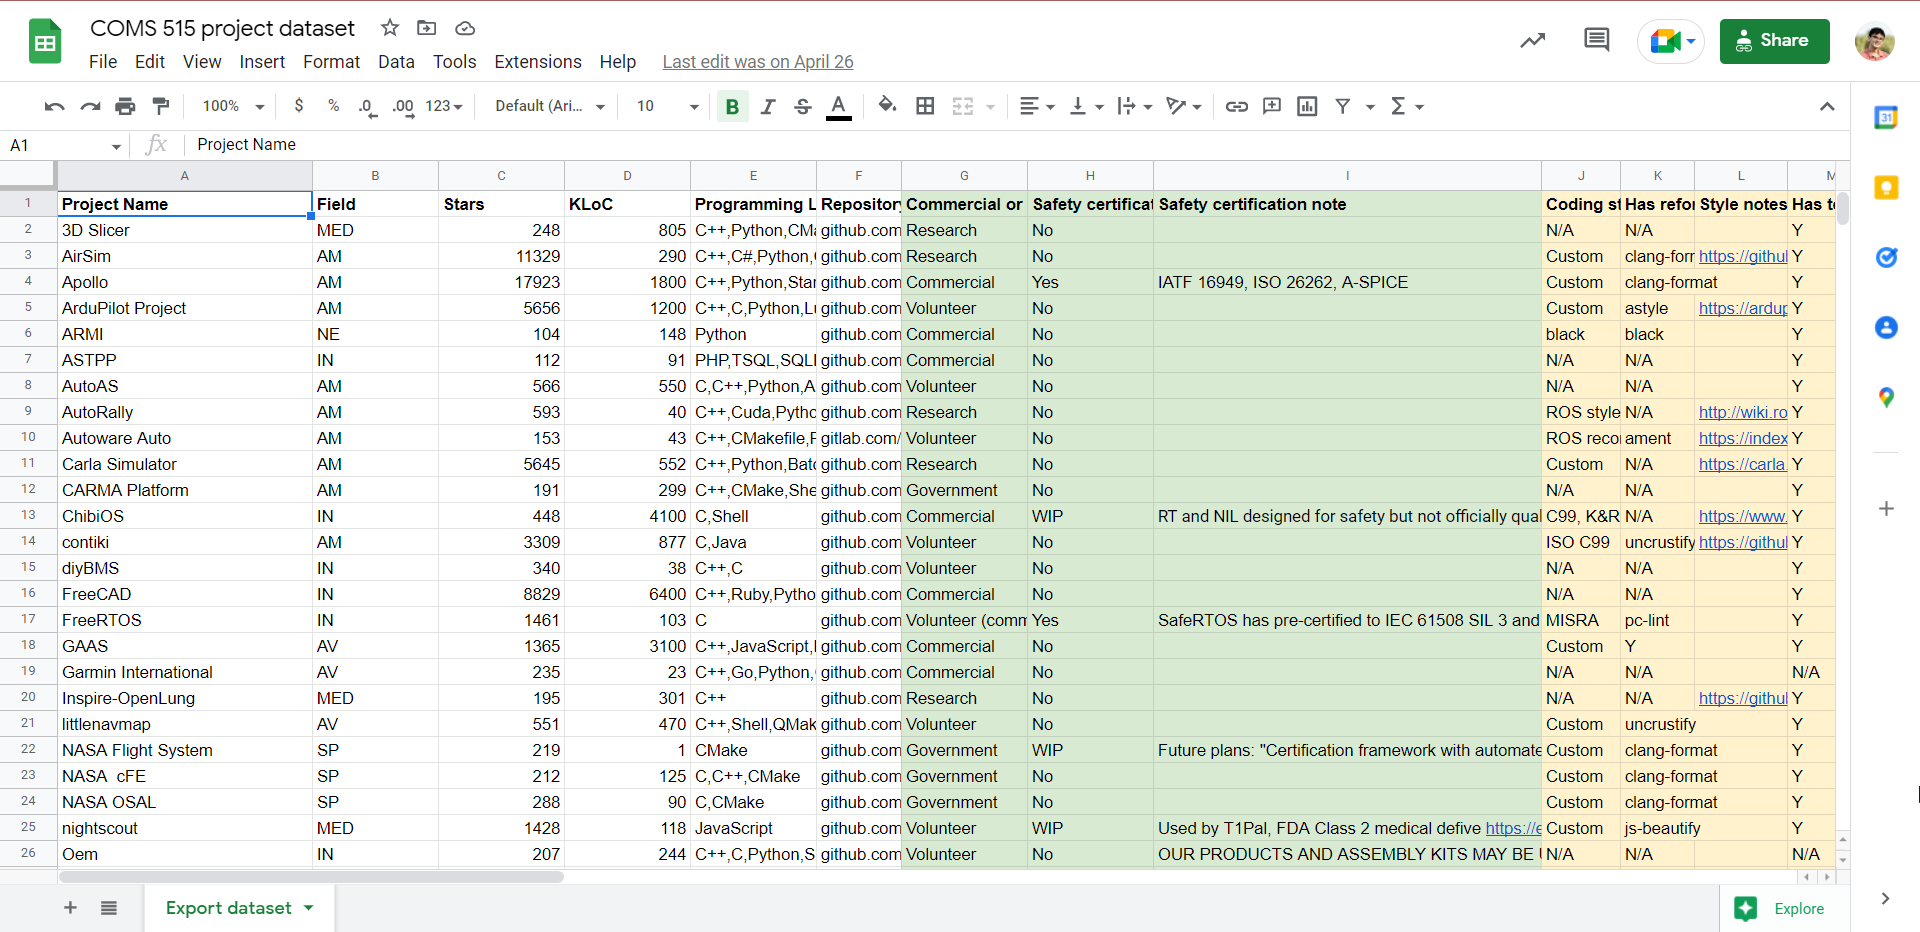 COMS 515 project dataset
File Edit View Insert Format Data Tools Extensions Help Last edit was on April 26
Share
100% $ % .0 .00 123 Default (Ari... 10 B I S A
A1 fx Project Name
A B C D E F G H I J K L M
1 Project Name Field Stars KLoC Programming L Repository Commercial or Safety certificat Safety certification note Coding st Has refor Style notes Has te
2 3D Slicer MED 248 805 C++,Python,CMa github.com Research No N/A N/A Y
3 AirSim AM 11329 290 C++,C#,Python, github.com Research No Custom clang-forr https://githul Y
4 Apollo AM 17923 1800 C++,Python,Star github.com Commercial Yes IATF 16949, ISO 26262, A-SPICE Custom clang-format Y
5 ArduPilot Project AM 5656 1200 C++,C,Python,Lu github.com Volunteer No Custom astyle https://ardup Y
6 ARMI NE 104 148 Python github.com Commercial No black black Y
7 ASTPP IN 112 91 PHP,TSQL,SQLI github.com Commercial No N/A N/A Y
8 AutoAS AM 566 550 C,C++,Python,A github.com Volunteer No N/A N/A Y
9 AutoRally AM 593 40 C++,Cuda,Pythc github.com Research No ROS style N/A http://wiki.ro Y
10 Autoware Auto AM 153 43 C++,CMakefile,F gitlab.com/ Volunteer No ROS reco ament https://index Y
11 Carla Simulator AM 5645 552 C++,Python,Batc github.com Research No Custom N/A https://carla. Y
12 CARMA Platform AM 191 299 C++,CMake,She github.com Government No N/A N/A Y
13 ChibiOS IN 448 4100 C,Shell github.com Commercial WIP RT and NIL designed for safety but not officially qual C99, K&R N/A https://www. Y
14 contiki AM 3309 877 C,Java github.com Volunteer No ISO C99 uncrustify https://githul Y
15 diyBMS IN 340 38 C++,C github.com Volunteer No N/A N/A Y
16 FreeCAD IN 8829 6400 C++,Ruby,Pytho github.com Commercial No N/A N/A Y
17 FreeRTOS IN 1461 103 C github.com Volunteer (comm Yes SafeRTOS has pre-certified to IEC 61508 SIL 3 and MISRA pc-lint Y
18 GAAS AV 1365 3100 C++,JavaScript, github.com Commercial No Custom Y Y
19 Garmin International AV 235 23 C++,Go,Python, github.com Commercial No N/A N/A N/A
20 Inspire-OpenLung MED 195 301 C++ github.com Research No N/A N/A https://githul Y
21 littlenavmap AV 551 470 C++,Shell,QMak github.com Volunteer No Custom uncrustify Y
22 NASA Flight System SP 219 1 CMake github.com Government WIP Future plans: "Certification framework with automate Custom clang-format Y
23 NASA cFE SP 212 125 C,C++,CMake github.com Government No Custom clang-format Y
24 NASA OSAL SP 288 90 C,CMake github.com Government No Custom clang-format Y
25 nightscout MED 1428 118 JavaScript github.com Volunteer WIP Used by T1Pal, FDA Class 2 medical defive https://e Custom js-beautify Y
26 Oem IN 207 244 C++,C,Python,S github.com Volunteer No OUR PRODUCTS AND ASSEMBLY KITS MAY BE N/A N/A N/A
Export dataset Explore